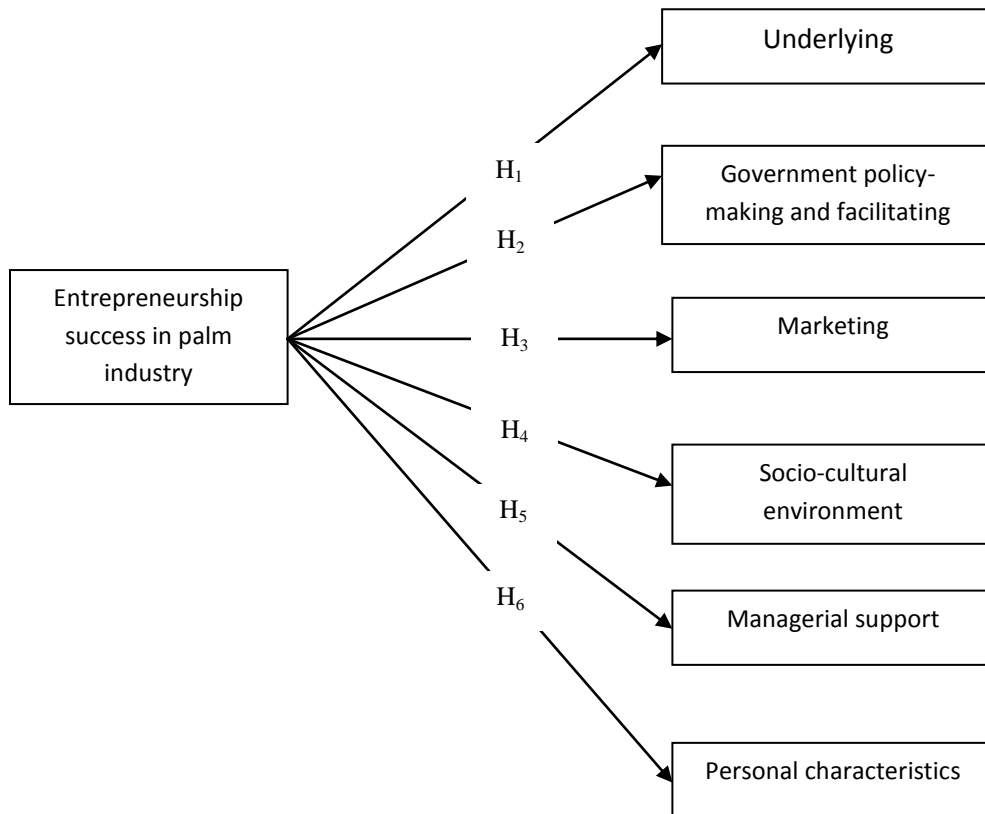 Underlying
H₁
Government policy-
making and facilitating
H₂
Entrepreneurship
success in palm
industry
H₃
Marketing
H₄
Socio-cultural
environment
H₅
H₆
Managerial support
Personal characteristics